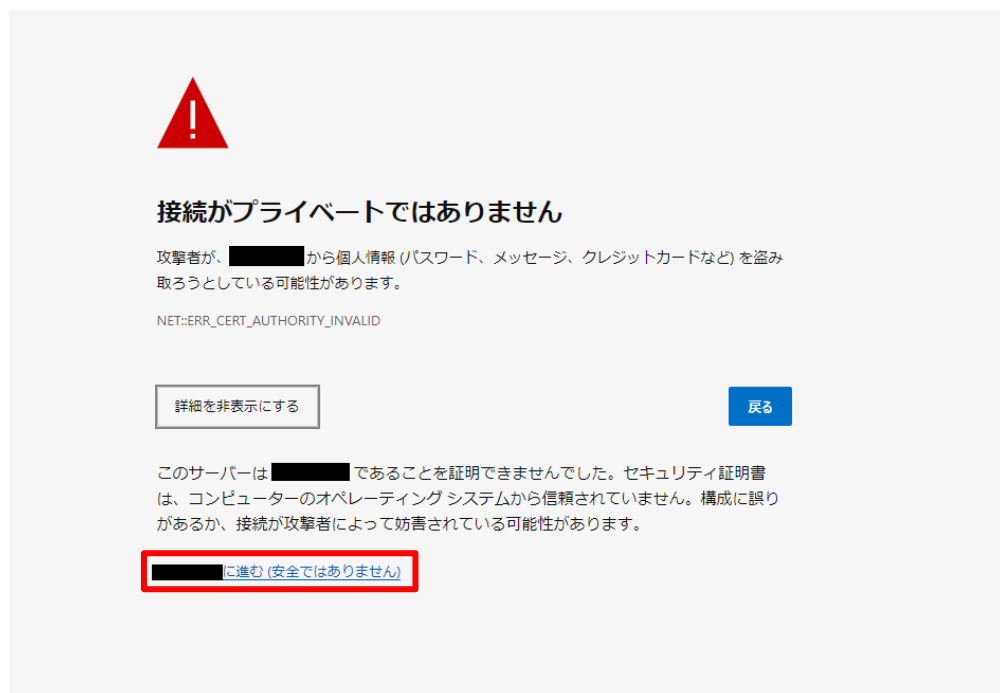 接続がプライベートではありません
攻撃者が、 から個人情報 (パスワード、メッセージ、クレジットカードなど) を盗み
取ろうとしている可能性があります。
NET::ERR_CERT_AUTHORITY_INVALID
詳細を非表示にする
戻る
このサーバーは であることを証明できませんでした。セキュリティ証明書
は、コンピューターのオペレーティング システムから信頼されていません。構成に誤り
があるか、接続が攻撃者によって妨害されている可能性があります。
に進む (安全ではありません)